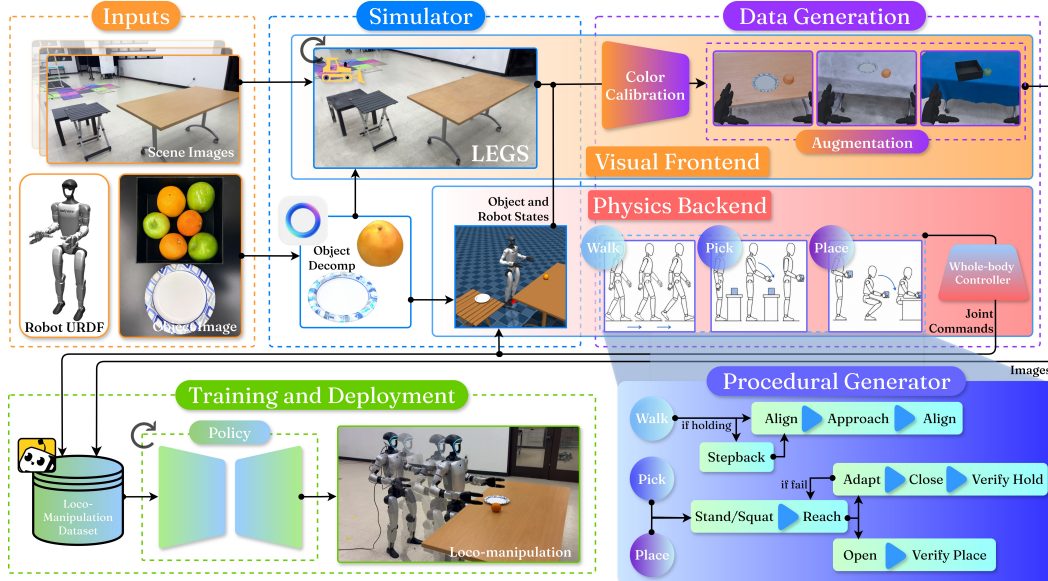 Inputs
Simulator
Data Generation
Scene Images
LEGS
Color
Calibration
Augmentation
Visual Frontend
Robot URDF
Object Image
Object
Decomp
Object and
Robot States
Physics Backend
Walk
Pick
Place
Whole-body
Controller
Joint
Commands
Images
Training and Deployment
Policy
Loco-
Manipulation
Dataset
Loco-manipulation
Procedural Generator
Walk
if holding
Align
Approach
Align
Stepback
Pick
Place
Stand/Squat
Reach
if fail
Adapt
Close
Verify Hold
Open
Verify Place